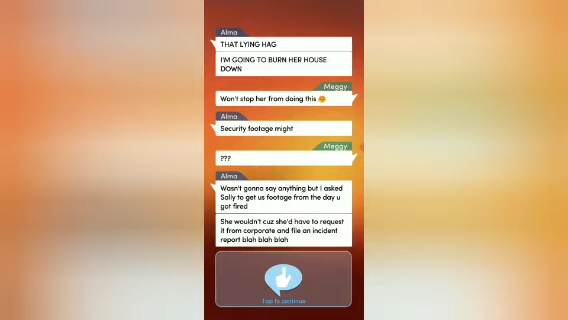 Alma
THAT LYING HAG
I'M GOING TO BURN HER HOUSE
DOWN
Meggy
Won't stop her from doing this 🤗
Alma
Security footage might
Meggy
???
Alma
Wasn't gonna say anything but I asked
Sally to get us footage from the day u
got fired
She wouldn't cuz she'd have to request
it from corporate and file an incident
report blah blah blah
Tap to continue